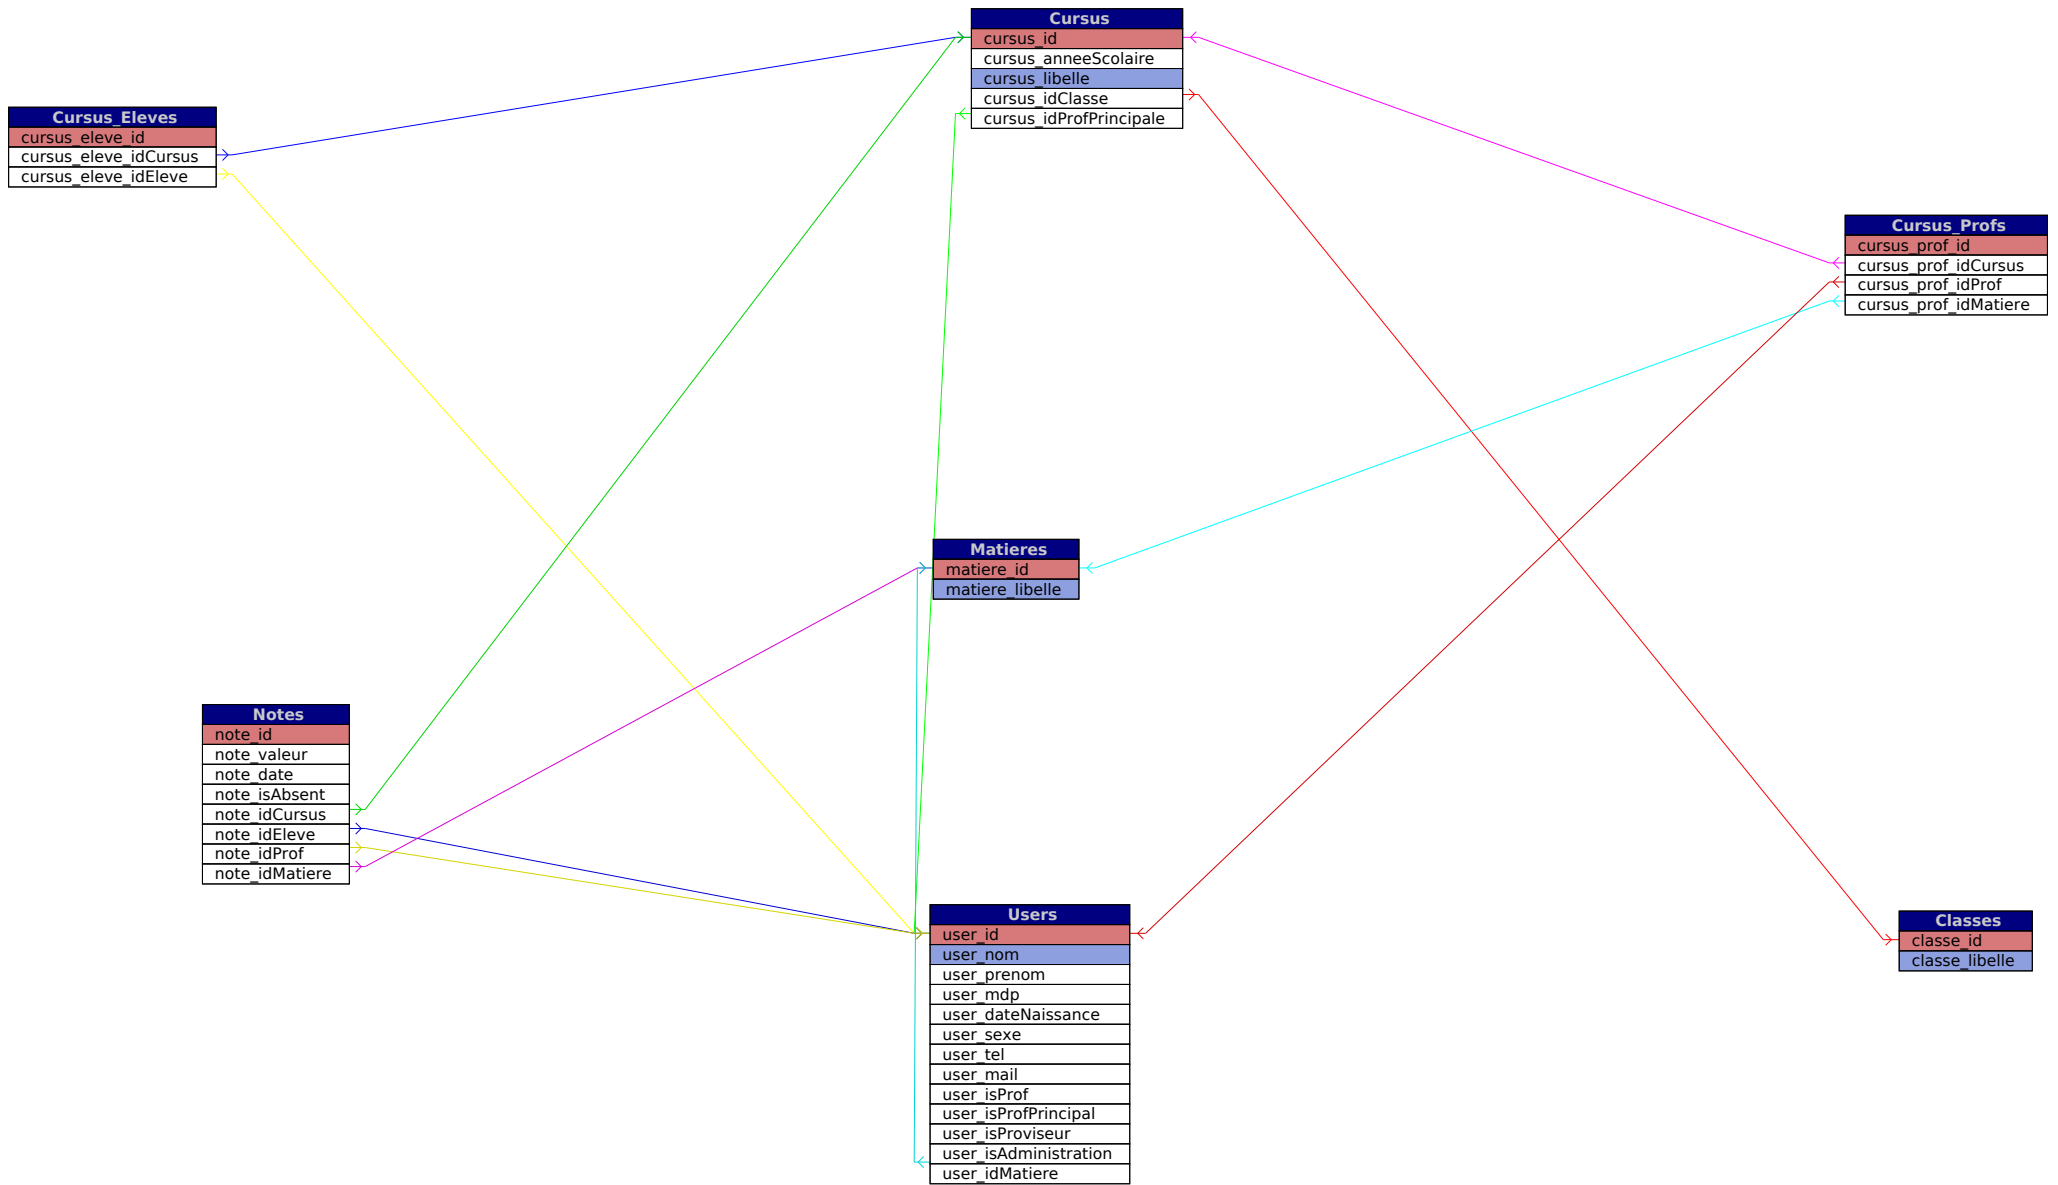 Cursus
cursus_id
cursus_anneeScolaire
cursus_libelle
cursus_idClasse
cursus_idProfPrincipale
Cursus_Eleves
cursus_eleve_id
cursus_eleve_idCursus
cursus_eleve_idEleve
Cursus_Profs
cursus_prof_id
cursus_prof_idCursus
cursus_prof_idProf
cursus_prof_idMatiere
Matieres
matiere_id
matiere_libelle
Notes
note_id
note_valeur
note_date
note_isAbsent
note_idCursus
note_idEleve
note_idProf
note_idMatiere
Users
user_id
user_nom
user_prenom
user_mdp
user_dateNaissance
user_sexe
user_tel
user_mail
user_isProf
user_isProfPrincipal
user_isProviseur
user_isAdministration
user_idMatiere
Classes
classe_id
classe_libelle